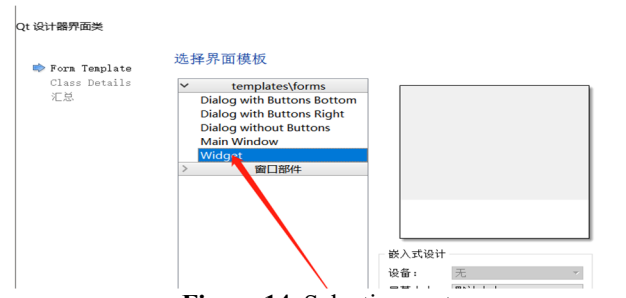 Qt 设计器界面类
Form Template
Class Details
汇总
选择界面模板
templates\forms
Dialog with Buttons Bottom
Dialog with Buttons Right
Dialog without Buttons
Main Window
Widget
窗口部件
嵌入式设计
设备：
无
Figure 14